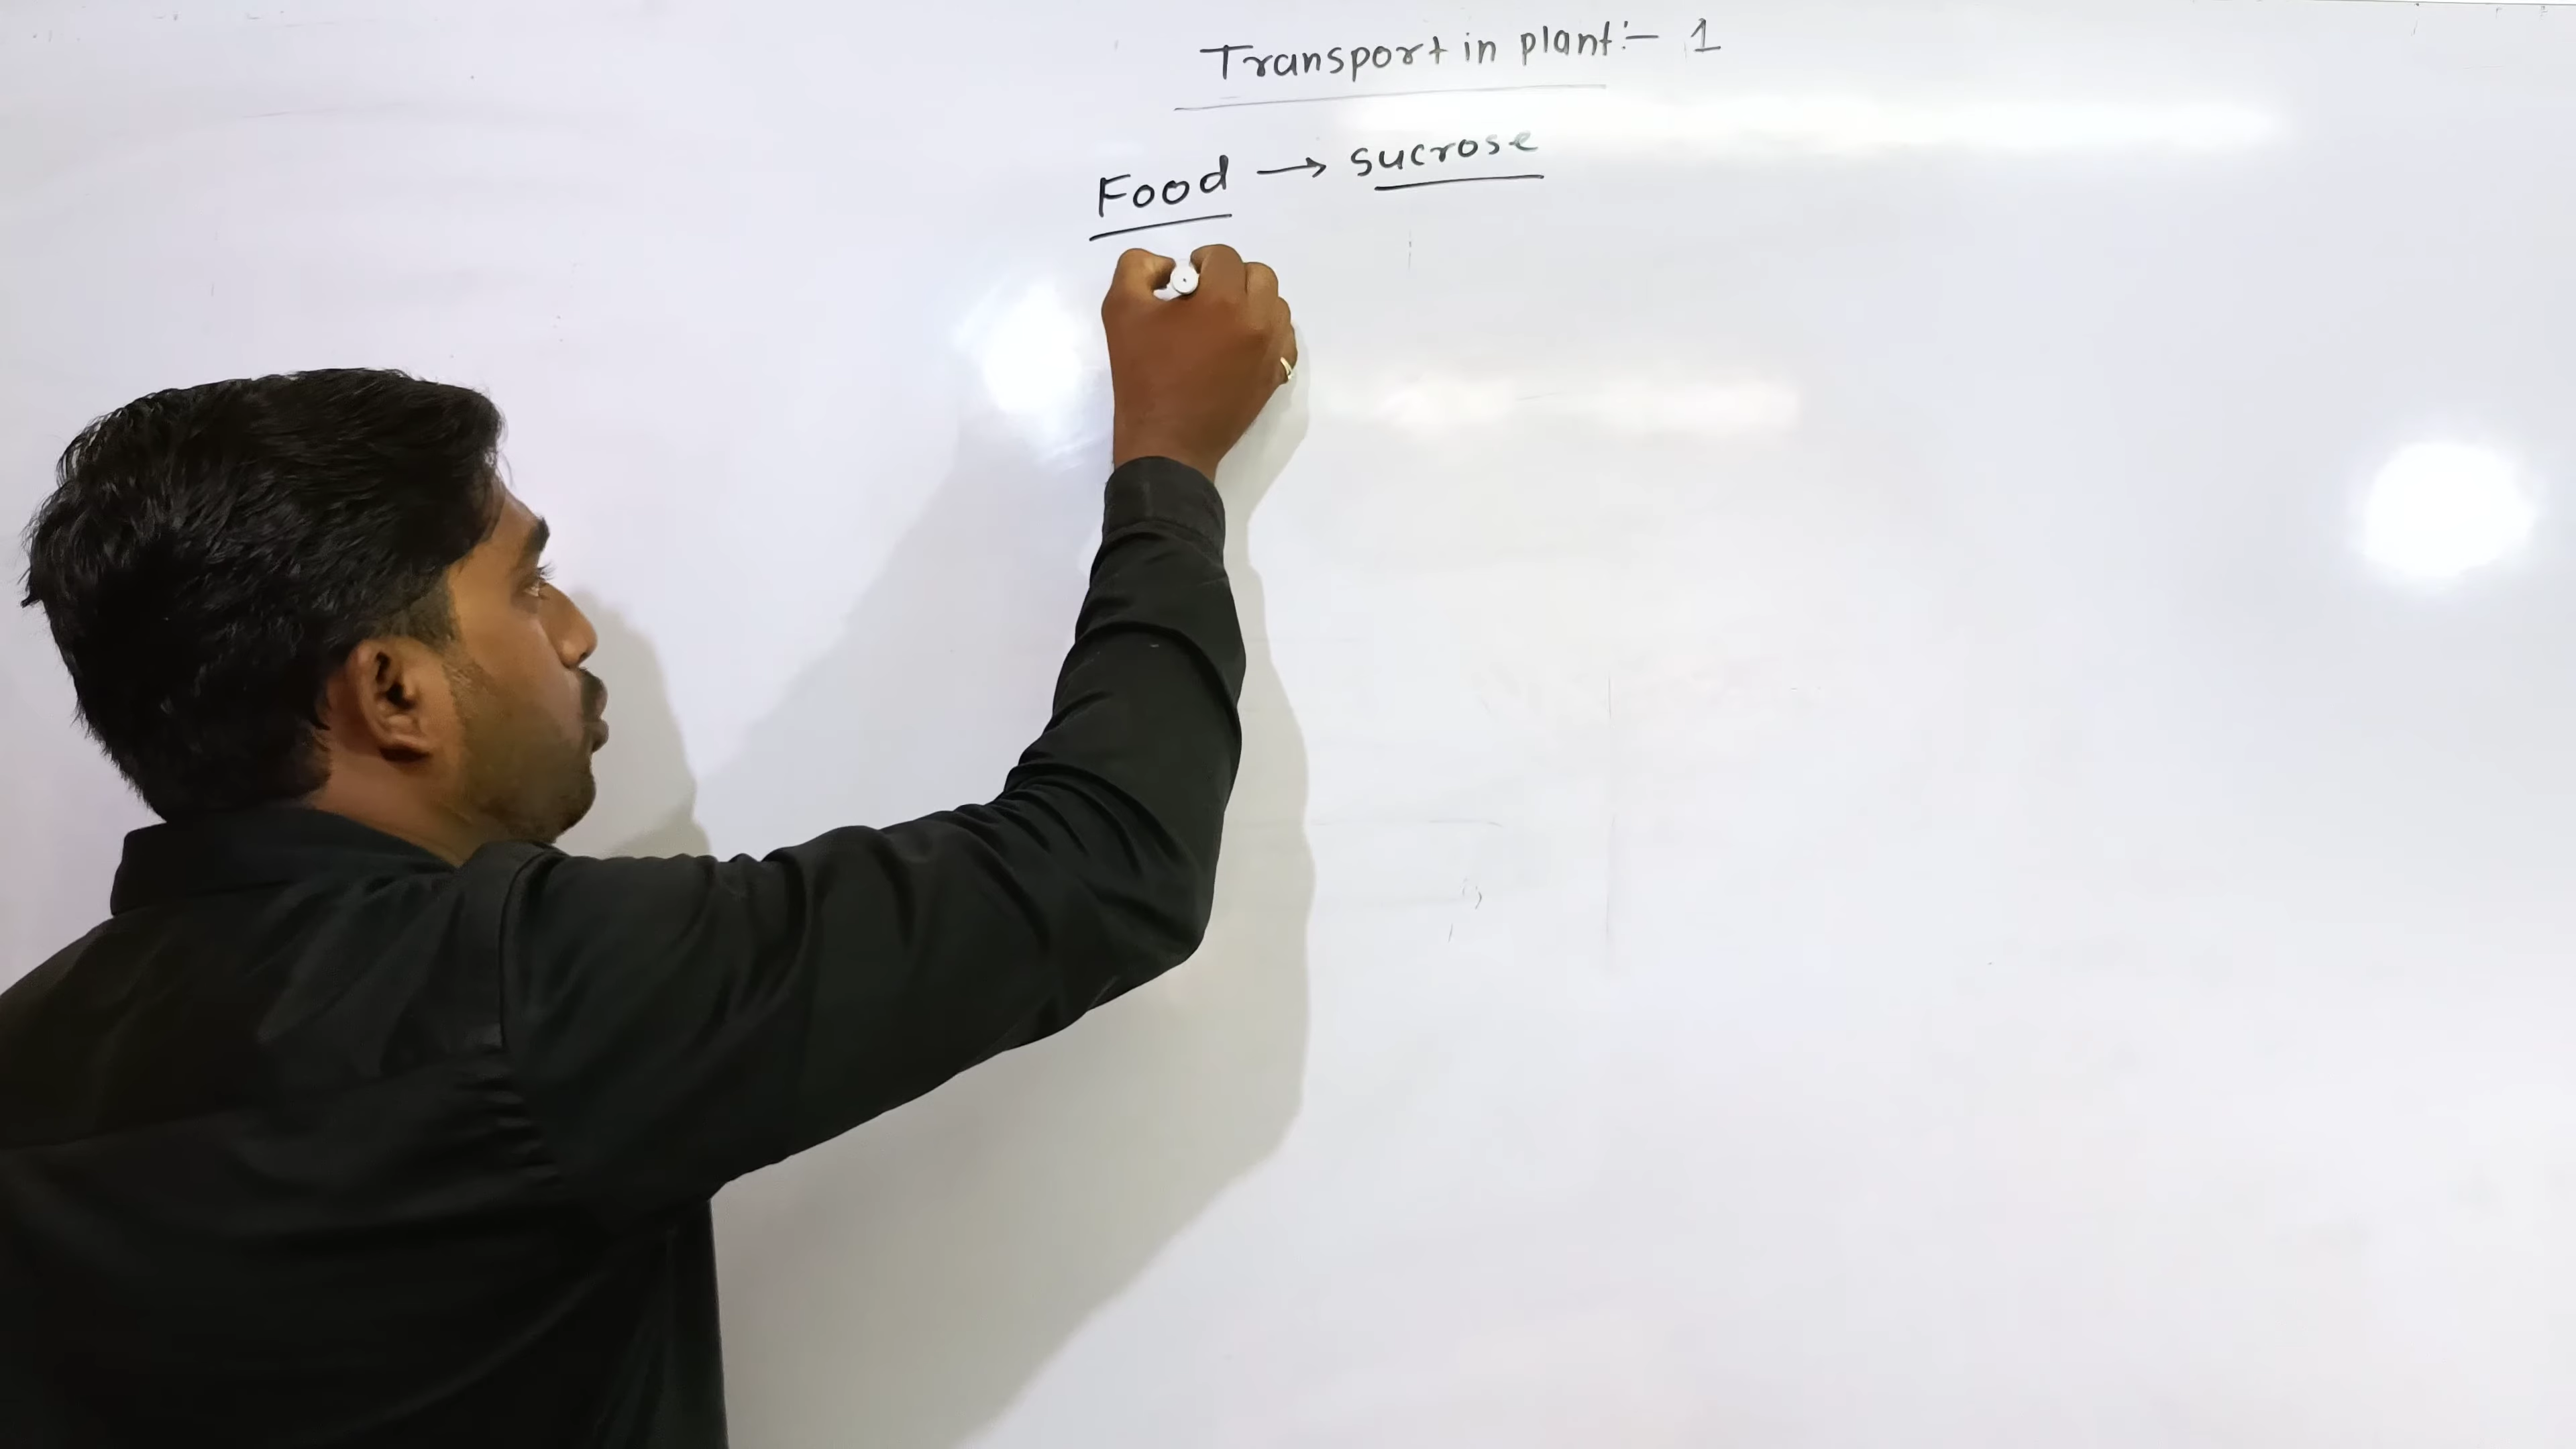 Transport in plant:- 1
Food → sucrose